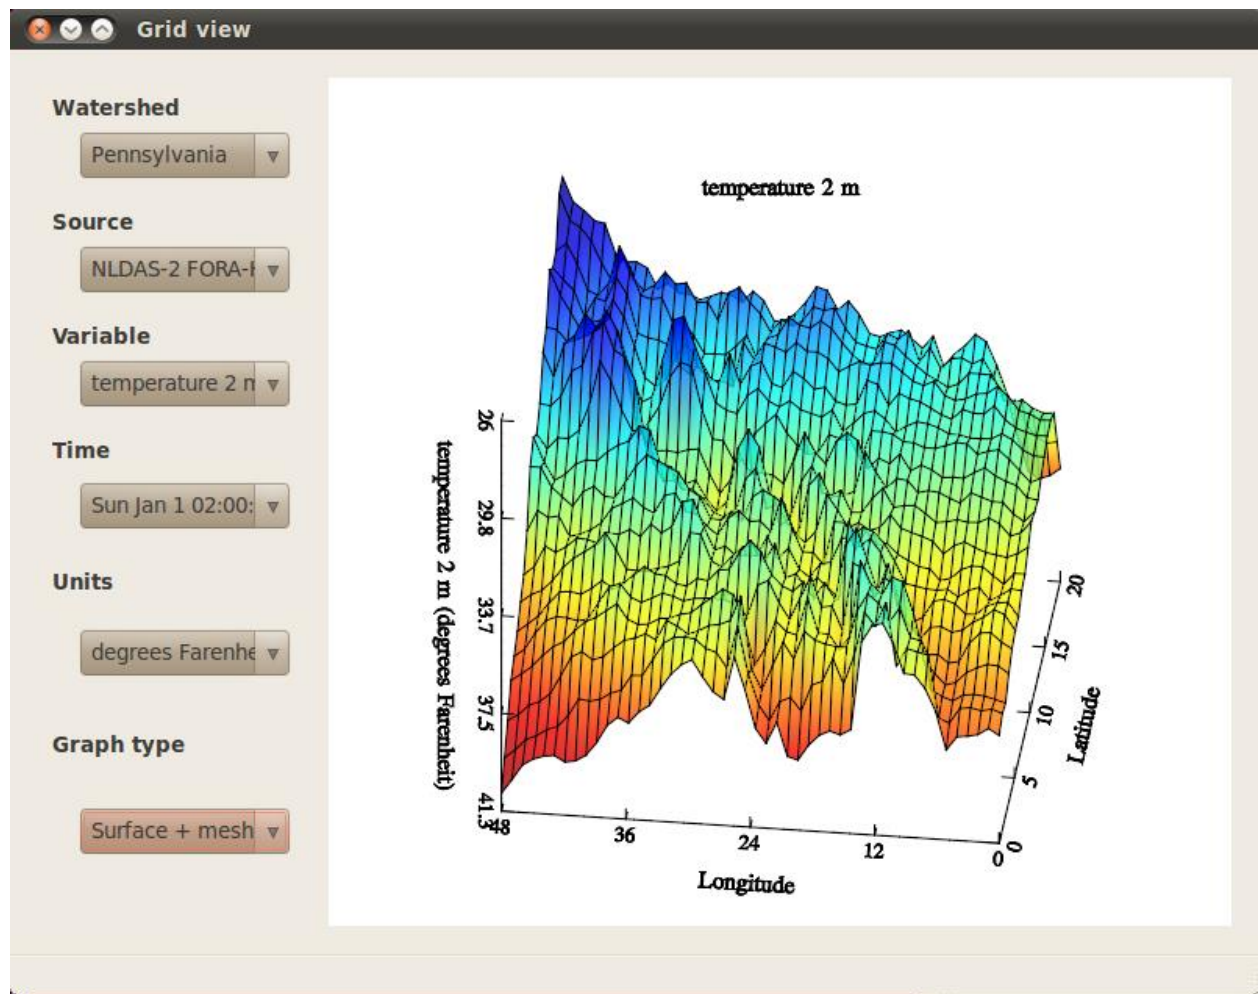 Grid view
Watershed
Pennsylvania
Source
NLDAS-2 FORA-
Variable
temperature 2 m
Time
Sun Jan 1 02:00:
Units
degrees Farenhe
Graph type
Surface + mesh
temperature 2 m
26
29.8
33.7
37.5
41.3
temperature 2 m (degrees Farenheit)
48
36
24
12
0
Longitude
0
5
10
15
20
Latitude